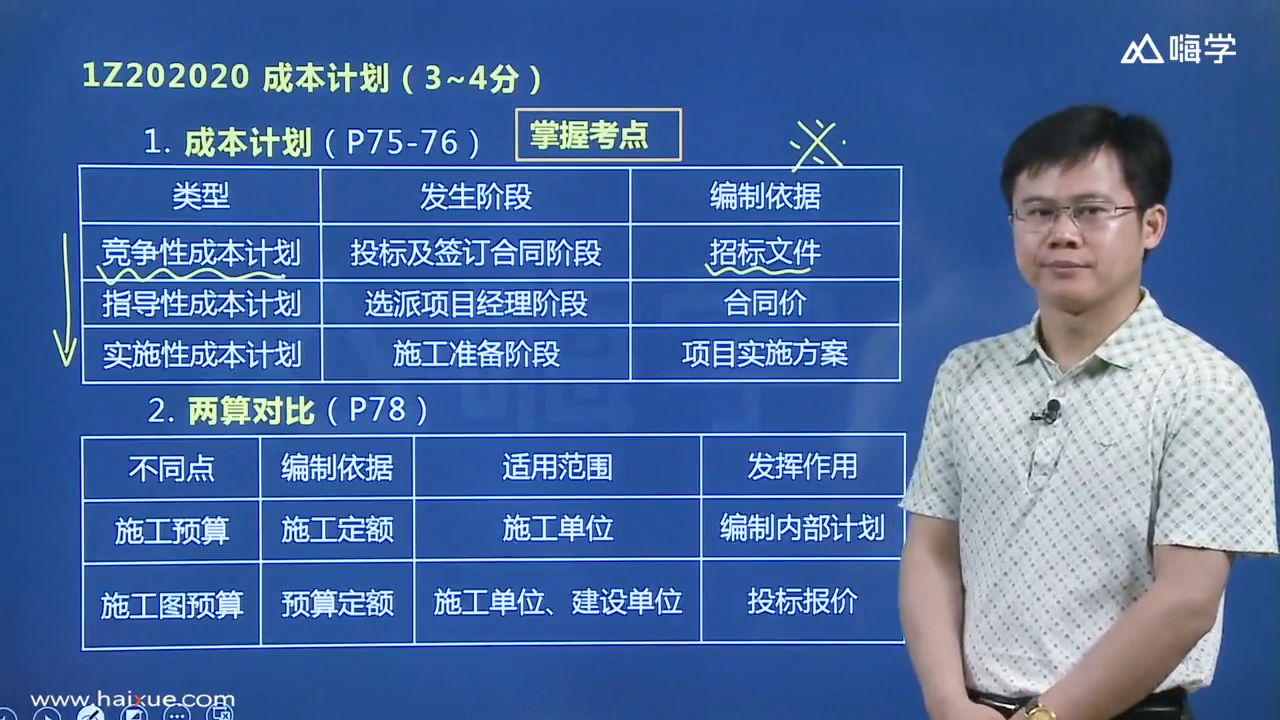 嗨学
1Z202020 成本计划（3~4分）
1. 成本计划（P75-76）
掌握考点
类型 发生阶段 编制依据
竞争性成本计划 投标及签订合同阶段 招标文件
指导性成本计划 选派项目经理阶段 合同价
实施性成本计划 施工准备阶段 项目实施方案
2. 两算对比（P78）
不同点 编制依据 适用范围 发挥作用
施工预算 施工定额 施工单位 编制内部计划
施工图预算 预算定额 施工单位、建设单位 投标报价
www.haixue.com